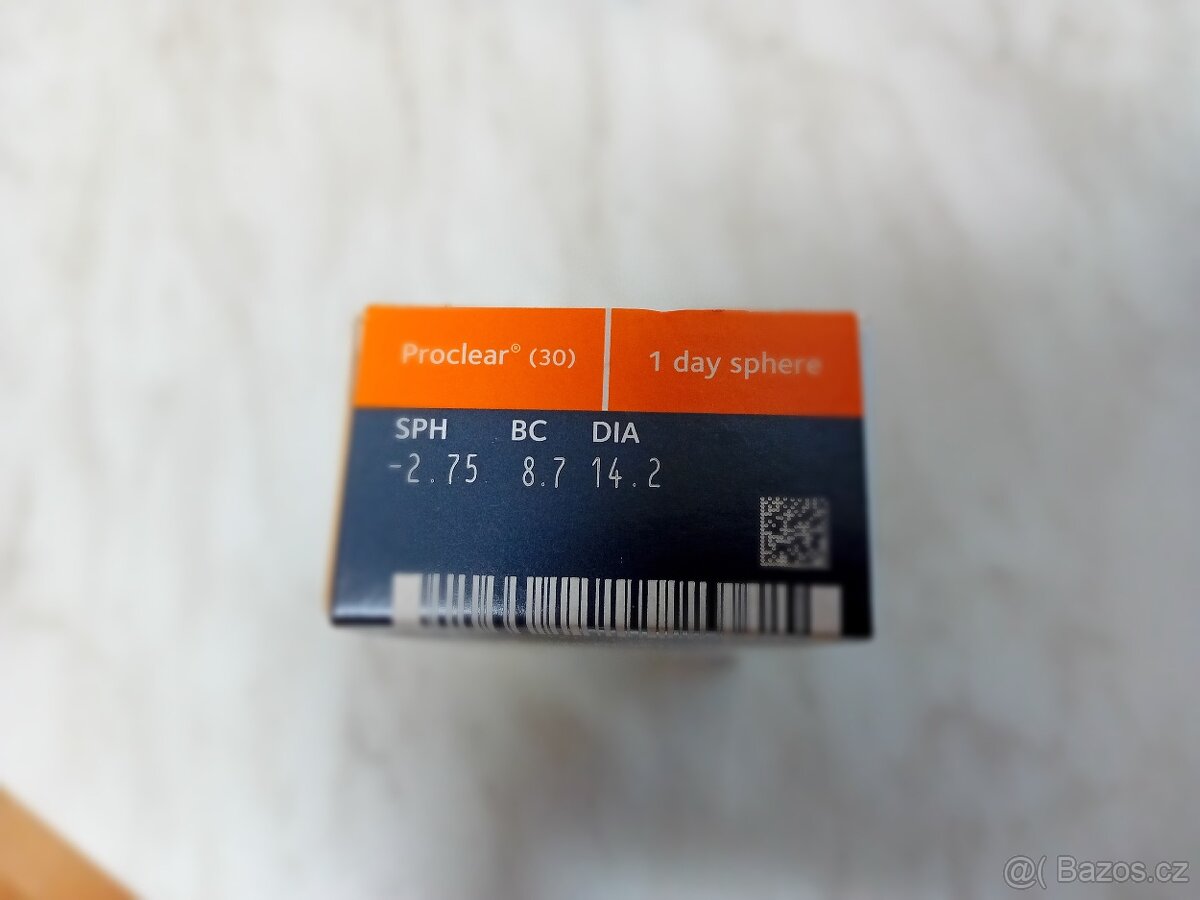 Proclear® (30) 1 day sphere
SPH BC DIA
-2.75 8.7 14.2
@( Bazos.cz